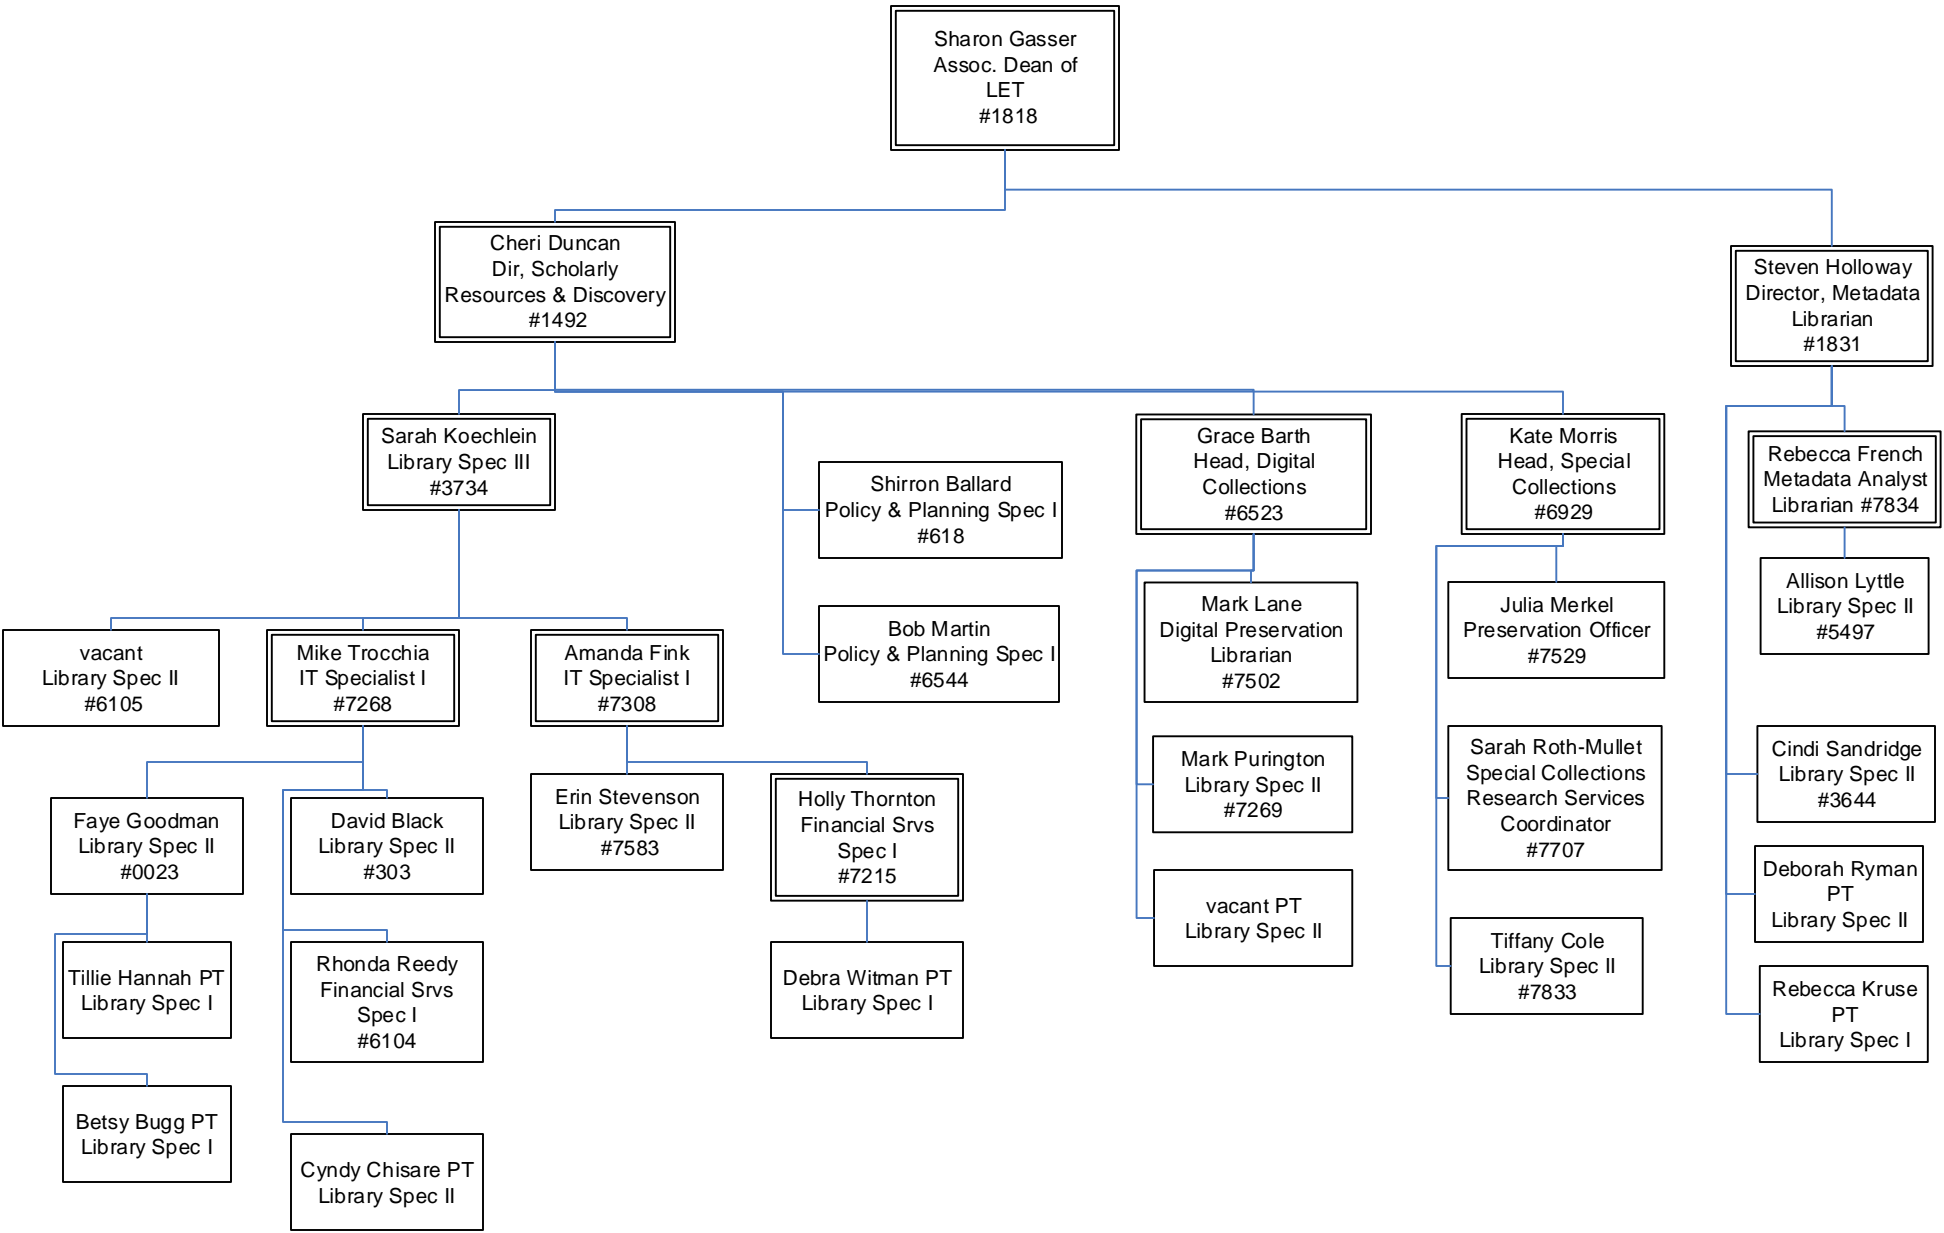 Sharon Gasser
Assoc. Dean of
LET
#1818
Cheri Duncan
Dir, Scholarly
Resources & Discovery
#1492
Steven Holloway
Director, Metadata
Librarian
#1831
Sarah Koechlein
Library Spec III
#3734
Shirron Ballard
Policy & Planning Spec I
#618
Bob Martin
Policy & Planning Spec I
#6544
Grace Barth
Head, Digital
Collections
#6523
Kate Morris
Head, Special
Collections
#6929
Rebecca French
Metadata Analyst
Librarian #7834
Allison Lyttle
Library Spec II
#5497
vacant
Library Spec II
#6105
Mike Trocchia
IT Specialist I
#7268
Amanda Fink
IT Specialist I
#7308
Mark Lane
Digital Preservation
Librarian
#7502
Julia Merkel
Preservation Officer
#7529
Faye Goodman
Library Spec II
#0023
David Black
Library Spec II
#303
Erin Stevenson
Library Spec II
#7583
Holly Thornton
Financial Srvs
Spec I
#7215
Mark Purington
Library Spec II
#7269
Sarah Roth-Mullet
Special Collections
Research Services
Coordinator
#7707
Cindi Sandridge
Library Spec II
#3644
vacant PT
Library Spec II
Tiffany Cole
Library Spec II
#7833
Deborah Ryman
PT
Library Spec II
Rebecca Kruse
PT
Library Spec I
Tillie Hannah PT
Library Spec I
Rhonda Reedy
Financial Srvs
Spec I
#6104
Debra Witman PT
Library Spec I
Betsy Bugg PT
Library Spec I
Cyndy Chisare PT
Library Spec II